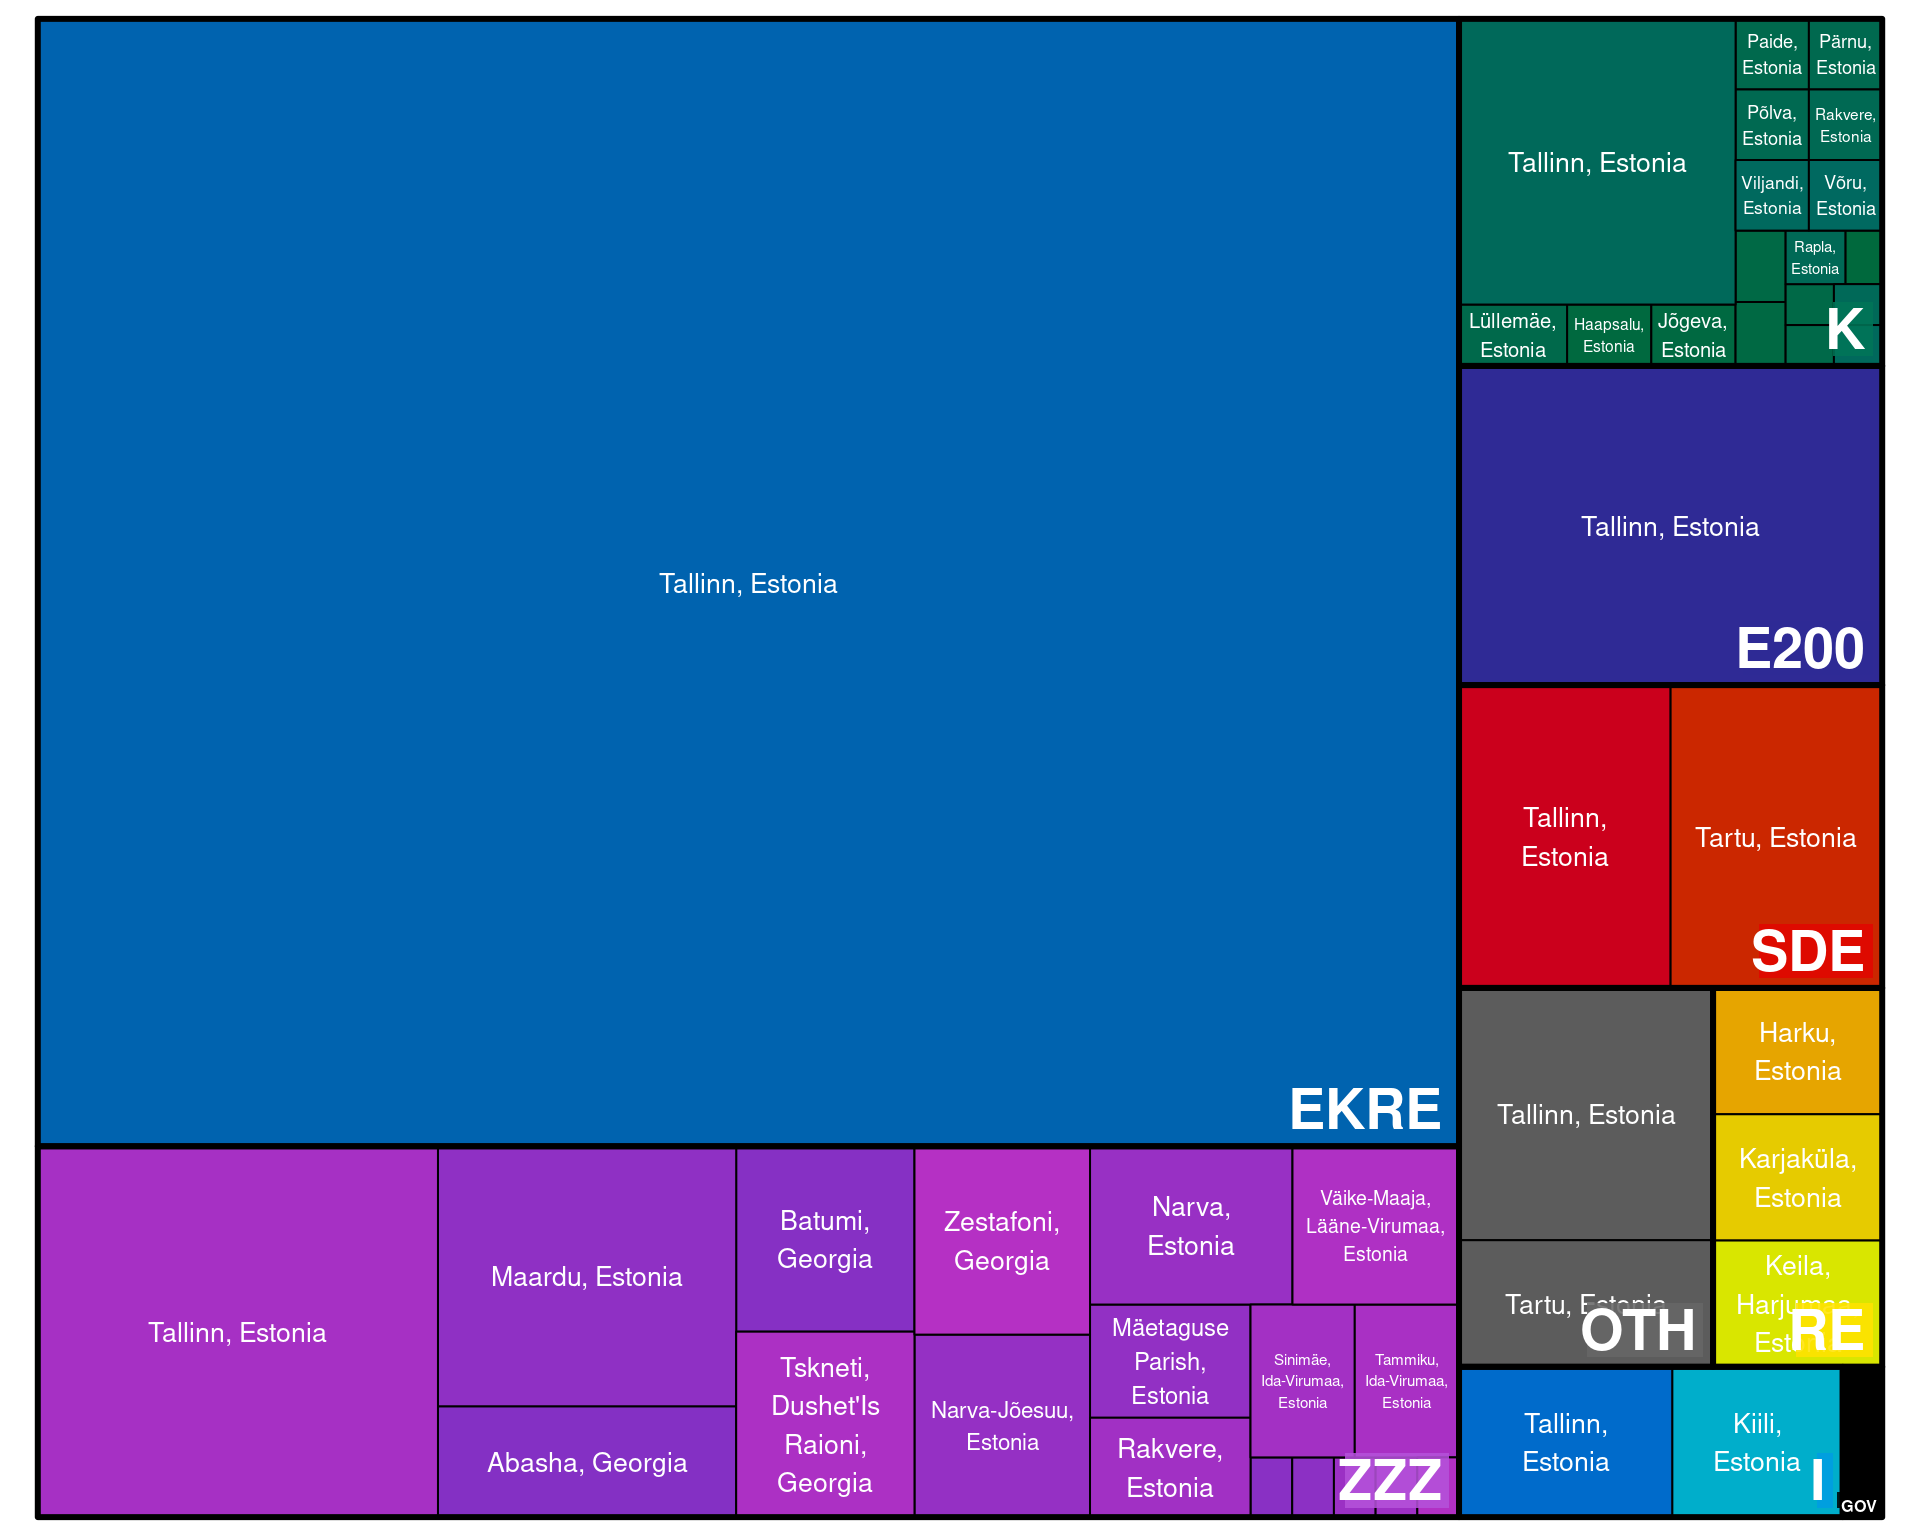 Tallinn, Estonia
EKRE
Tallinn, Estonia
Maardu, Estonia
Abasha, Georgia
Batumi,
Georgia
Tskneti,
Dushet'Is
Raioni,
Georgia
Zestafoni,
Georgia
Narva-Jõesuu,
Estonia
Narva,
Estonia
Väike-Maaja,
Lääne-Virumaa,
Estonia
Mäetaguse
Parish,
Estonia
Rakvere,
Estonia
Sinimäe,
Ida-Virumaa,
Estonia
Tammiku,
Ida-Virumaa,
Estonia
ZZZ
Tallinn, Estonia
Lüllemäe,
Estonia
Haapsalu,
Estonia
Jõgeva,
Estonia
Paide,
Estonia
Pärnu,
Estonia
Põlva,
Estonia
Rakvere,
Estonia
Viljandi,
Estonia
Võru,
Estonia
Rapla,
Estonia
K
Tallinn, Estonia
E200
Tallinn,
Estonia
Tartu, Estonia
SDE
Tallinn, Estonia
Tartu, Estonia
OTH
Harku,
Estonia
Karjaküla,
Estonia
Keila,
Harjumaa,
Estonia
RE
Tallinn,
Estonia
Kiili,
Estonia
I
GOV